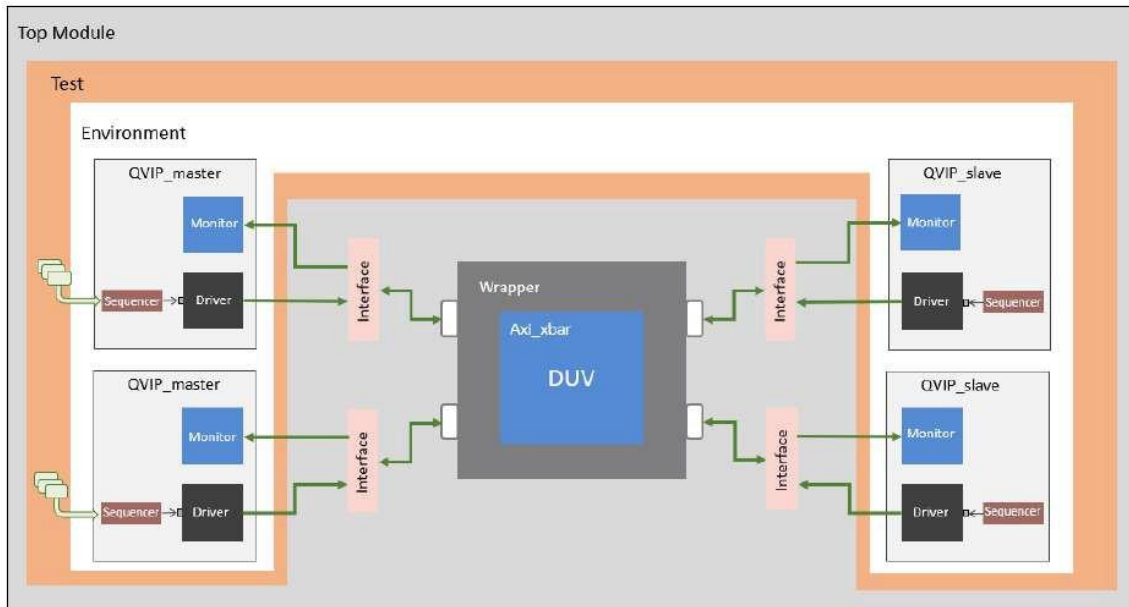 Top Module
Test
Environment
QVIP_master
Monitor
Sequencer
Driver
Interface
QVIP_master
Monitor
Sequencer
Driver
Interface
Wrapper
Axi_xbar
DUV
Interface
QVIP_slave
Monitor
Driver
Sequencer
Interface
QVIP_slave
Monitor
Driver
Sequencer